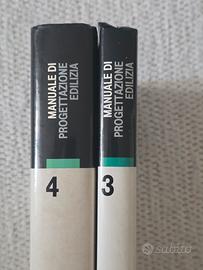 MANUALE DI
PROGETTAZIONE
EDILIZIA
4
MANUALE DI
PROGETTAZIONE
EDILIZIA
3
subito